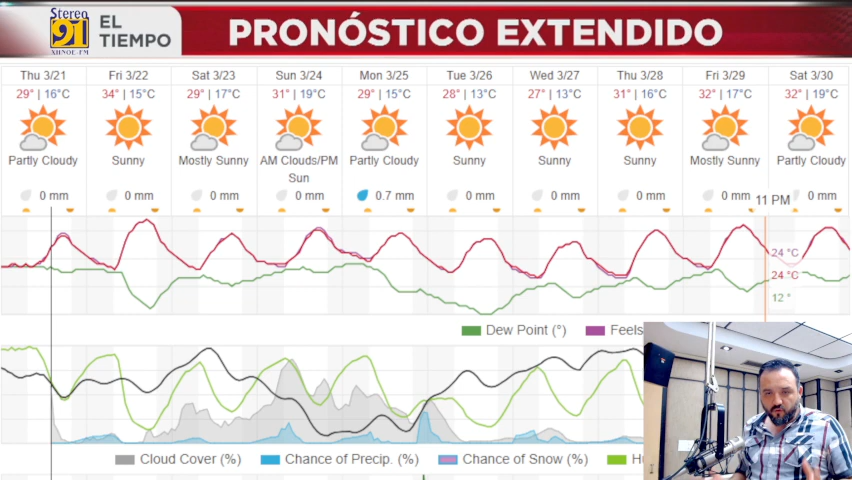 Stereo
91
XHNOE-FM
EL
TIEMPO
PRONÓSTICO EXTENDIDO
Thu 3/21 Fri 3/22 Sat 3/23 Sun 3/24 Mon 3/25 Tue 3/26 Wed 3/27 Thu 3/28 Fri 3/29 Sat 3/30
29° | 16°C 34° | 15°C 29° | 17°C 31° | 19°C 29° | 15°C 28° | 13°C 27° | 13°C 31° | 16°C 32° | 17°C 32° | 19°C
Partly Cloudy Sunny Mostly Sunny AM Clouds/PM Partly Cloudy Sunny Sunny Sunny Mostly Sunny Partly Cloudy
Sun
0 mm 0 mm 0 mm 0 mm 0.7 mm 0 mm 0 mm 0 mm 0 mm 0 mm
11 PM
24 °C
24 °C
12 °
Dew Point (°) Feels
Cloud Cover (%) Chance of Precip. (%) Chance of Snow (%) Hu